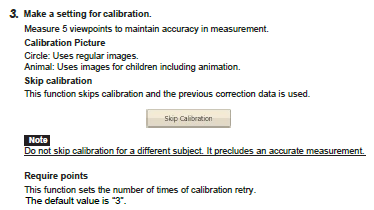 3. Make a setting for calibration.
Measure 5 viewpoints to maintain accuracy in measurement.
Calibration Picture
Circle: Uses regular images.
Animal: Uses images for children including animation.
Skip calibration
This function skips calibration and the previous correction data is used.
Skip Calibration
Note
Do not skip calibration for a different subject. It precludes an accurate measurement.
Require points
This function sets the number of times of calibration retry.
The default value is "3".